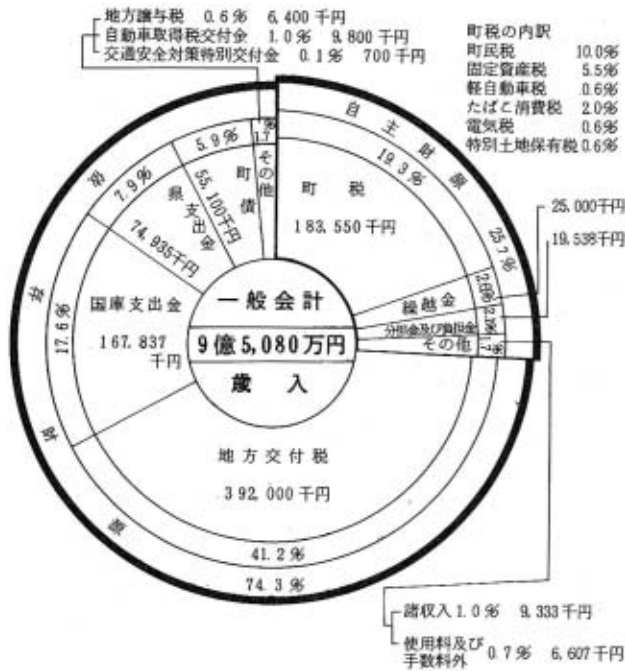 地方譲与税 0.6% 6,400千円
自動車取得税交付金 1.0% 9,800千円
交通安全対策特別交付金 0.1% 700千円
町税の内訳
町民税 10.0%
固定資産税 5.5%
軽自動車税 0.6%
たばこ消費税 2.0%
電気税 0.6%
特別土地保有税 0.6%
自主財源
25.7%
19.3%
町税
183,550千円
25.000千円
19.538千円
繰越金
2.6%
分担金及び負担金
2.1%
その他
1.7%
その他
1.7%
町債
5.9%
55,100千円
県支出金
7.9%
74,935千円
国庫支出金
167.837
千円
17.6%
一般会計
9億5,080万円
歳入
地方交付税
392,000千円
41.2%
74.3%
依存財源
諸収入 1.0% 9,333千円
使用料及び
手数料外 0.7% 6,607千円